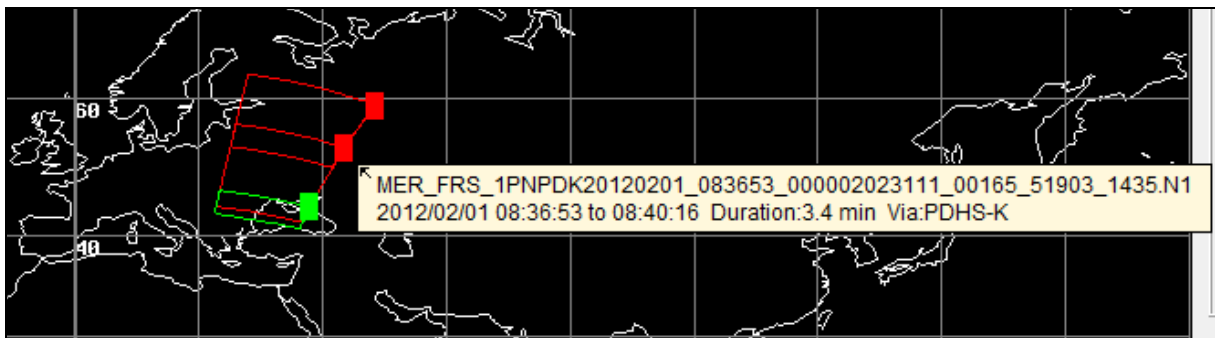 60
MER_FRS_1PNPDK20120201_083653_000002023111_00165_51903_1435.N1
2012/02/01 08:36:53 to 08:40:16 Duration:3.4 min Via:PDHS-K
40